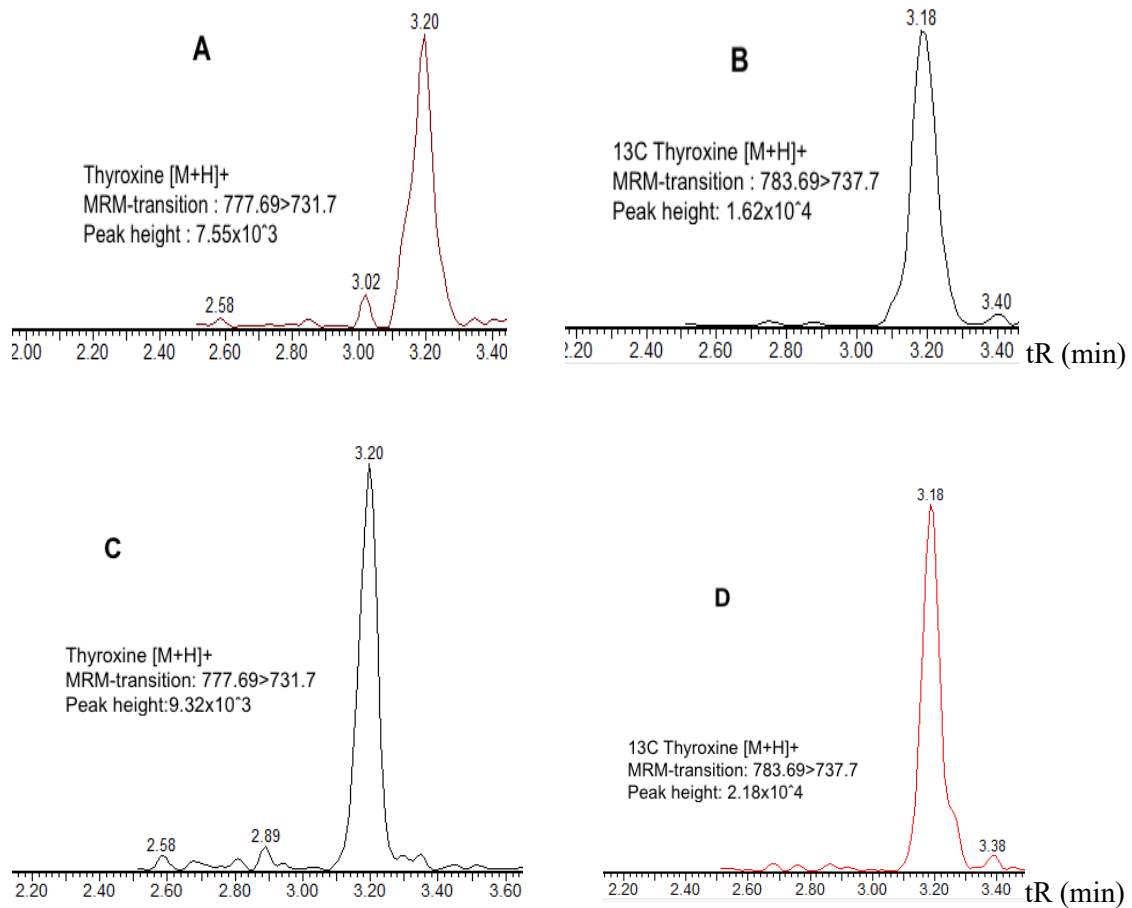 3.20
A
Thyroxine [M+H]+
MRM-transition : 777.69>731.7
Peak height : 7.55x10^3
2.58
3.02
2.00 2.20 2.40 2.60 2.80 3.00 3.20 3.40
3.18
B
13C Thyroxine [M+H]+
MRM-transition : 783.69>737.7
Peak height: 1.62x10^4
3.40
2.20 2.40 2.60 2.80 3.00 3.20 3.40 tR (min)
3.20
C
Thyroxine [M+H]+
MRM-transition: 777.69>731.7
Peak height:9.32x10^3
2.58
2.89
2.20 2.40 2.60 2.80 3.00 3.20 3.40 3.60
3.18
D
13C Thyroxine [M+H]+
MRM-transition: 783.69>737.7
Peak height: 2.18x10^4
3.38
2.20 2.40 2.60 2.80 3.00 3.20 3.40 tR (min)